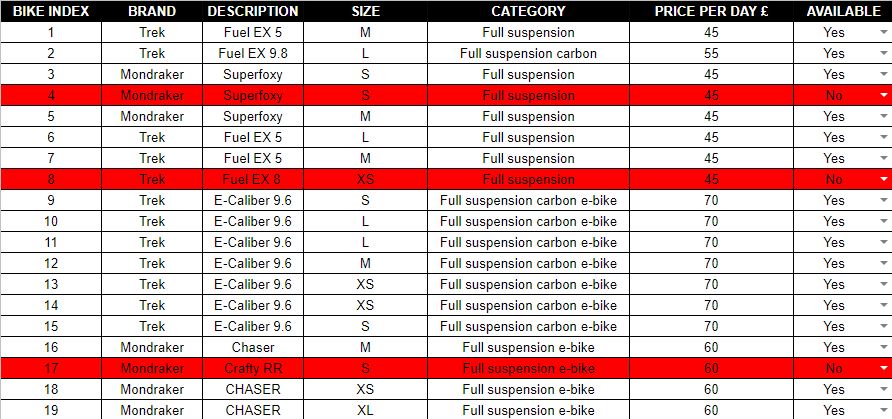 BIKE INDEX BRAND DESCRIPTION SIZE CATEGORY PRICE PER DAY £ AVAILABLE
1 Trek Fuel EX 5 M Full suspension 45 Yes
2 Trek Fuel EX 9.8 L Full suspension carbon 55 Yes
3 Mondraker Superfoxy S Full suspension 45 Yes
4 Mondraker Superfoxy S Full suspension 45 No
5 Mondraker Superfoxy M Full suspension 45 Yes
6 Trek Fuel EX 5 L Full suspension 45 Yes
7 Trek Fuel EX 5 M Full suspension 45 Yes
8 Trek Fuel EX 8 XS Full suspension 45 No
9 Trek E-Caliber 9.6 S Full suspension carbon e-bike 70 Yes
10 Trek E-Caliber 9.6 L Full suspension carbon e-bike 70 Yes
11 Trek E-Caliber 9.6 L Full suspension carbon e-bike 70 Yes
12 Trek E-Caliber 9.6 M Full suspension carbon e-bike 70 Yes
13 Trek E-Caliber 9.6 XS Full suspension carbon e-bike 70 Yes
14 Trek E-Caliber 9.6 XS Full suspension carbon e-bike 70 Yes
15 Trek E-Caliber 9.6 S Full suspension carbon e-bike 70 Yes
16 Mondraker Chaser M Full suspension e-bike 60 Yes
17 Mondraker Crafty RR S Full suspension e-bike 60 No
18 Mondraker CHASER XS Full suspension e-bike 60 Yes
19 Mondraker CHASER XL Full suspension e-bike 60 Yes